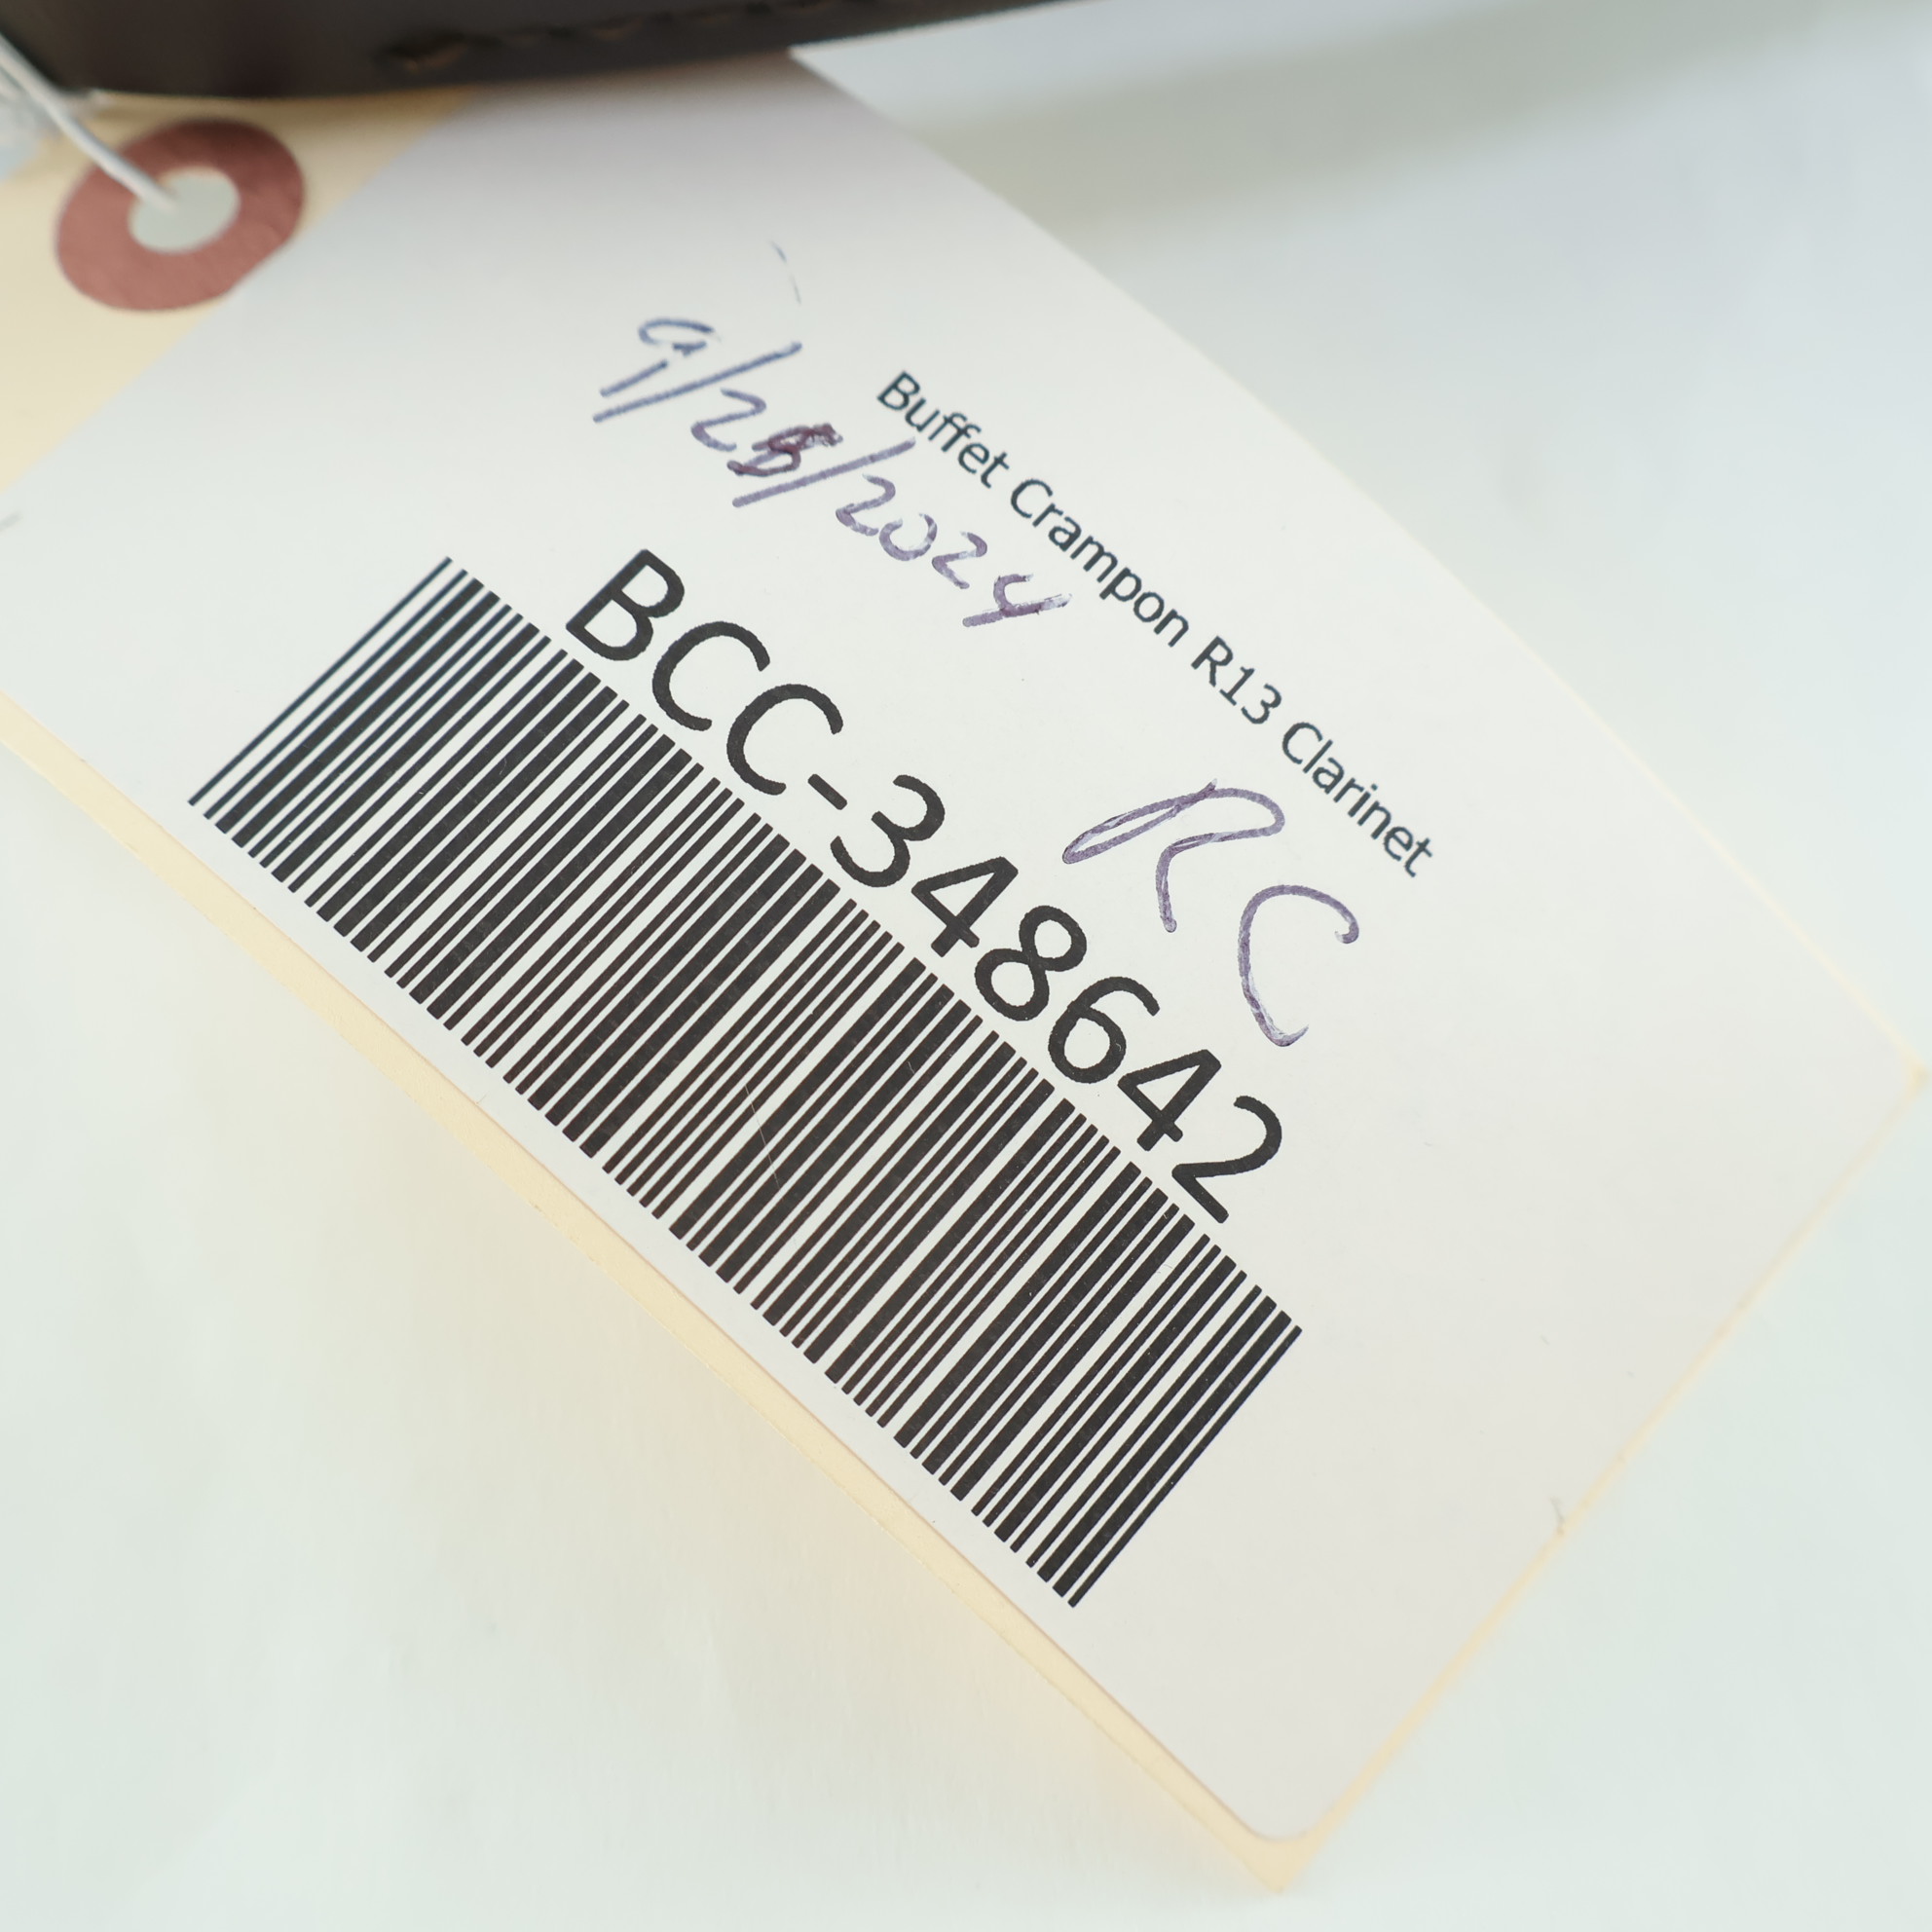 Buffet Crampon R13 Clarinet
9/28/2024
RC
BCC-348642